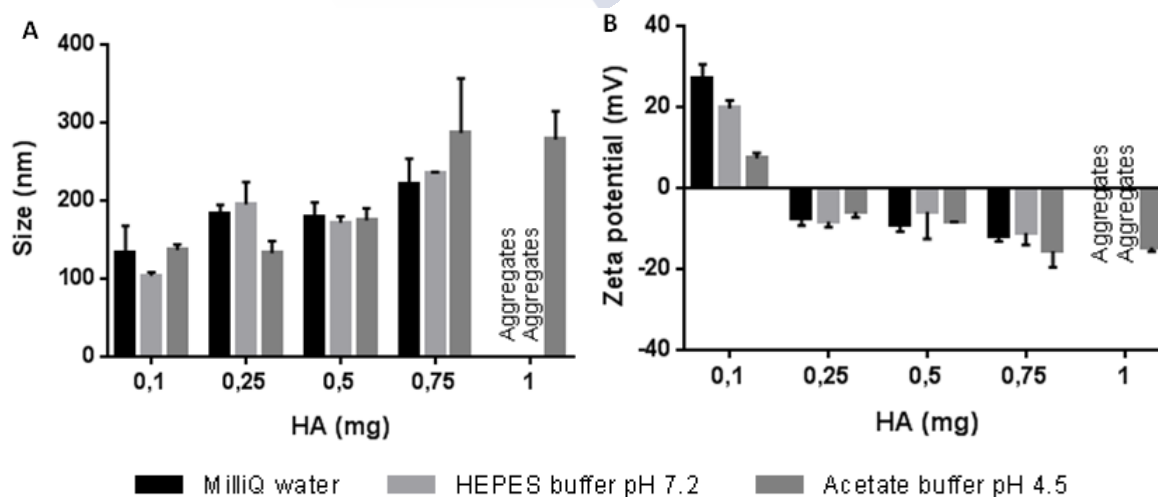 A
Size (nm)
400
300
200
100
0
Aggregates
Aggregates
0,1 0,25 0,5 0,75 1
HA (mg)
B
Zeta potential (mV)
40
20
0
-20
-40
Aggregates
Aggregates
0,1 0,25 0,5 0,75 1
HA (mg)
MilliQ water HEPES buffer pH 7.2 Acetate buffer pH 4.5